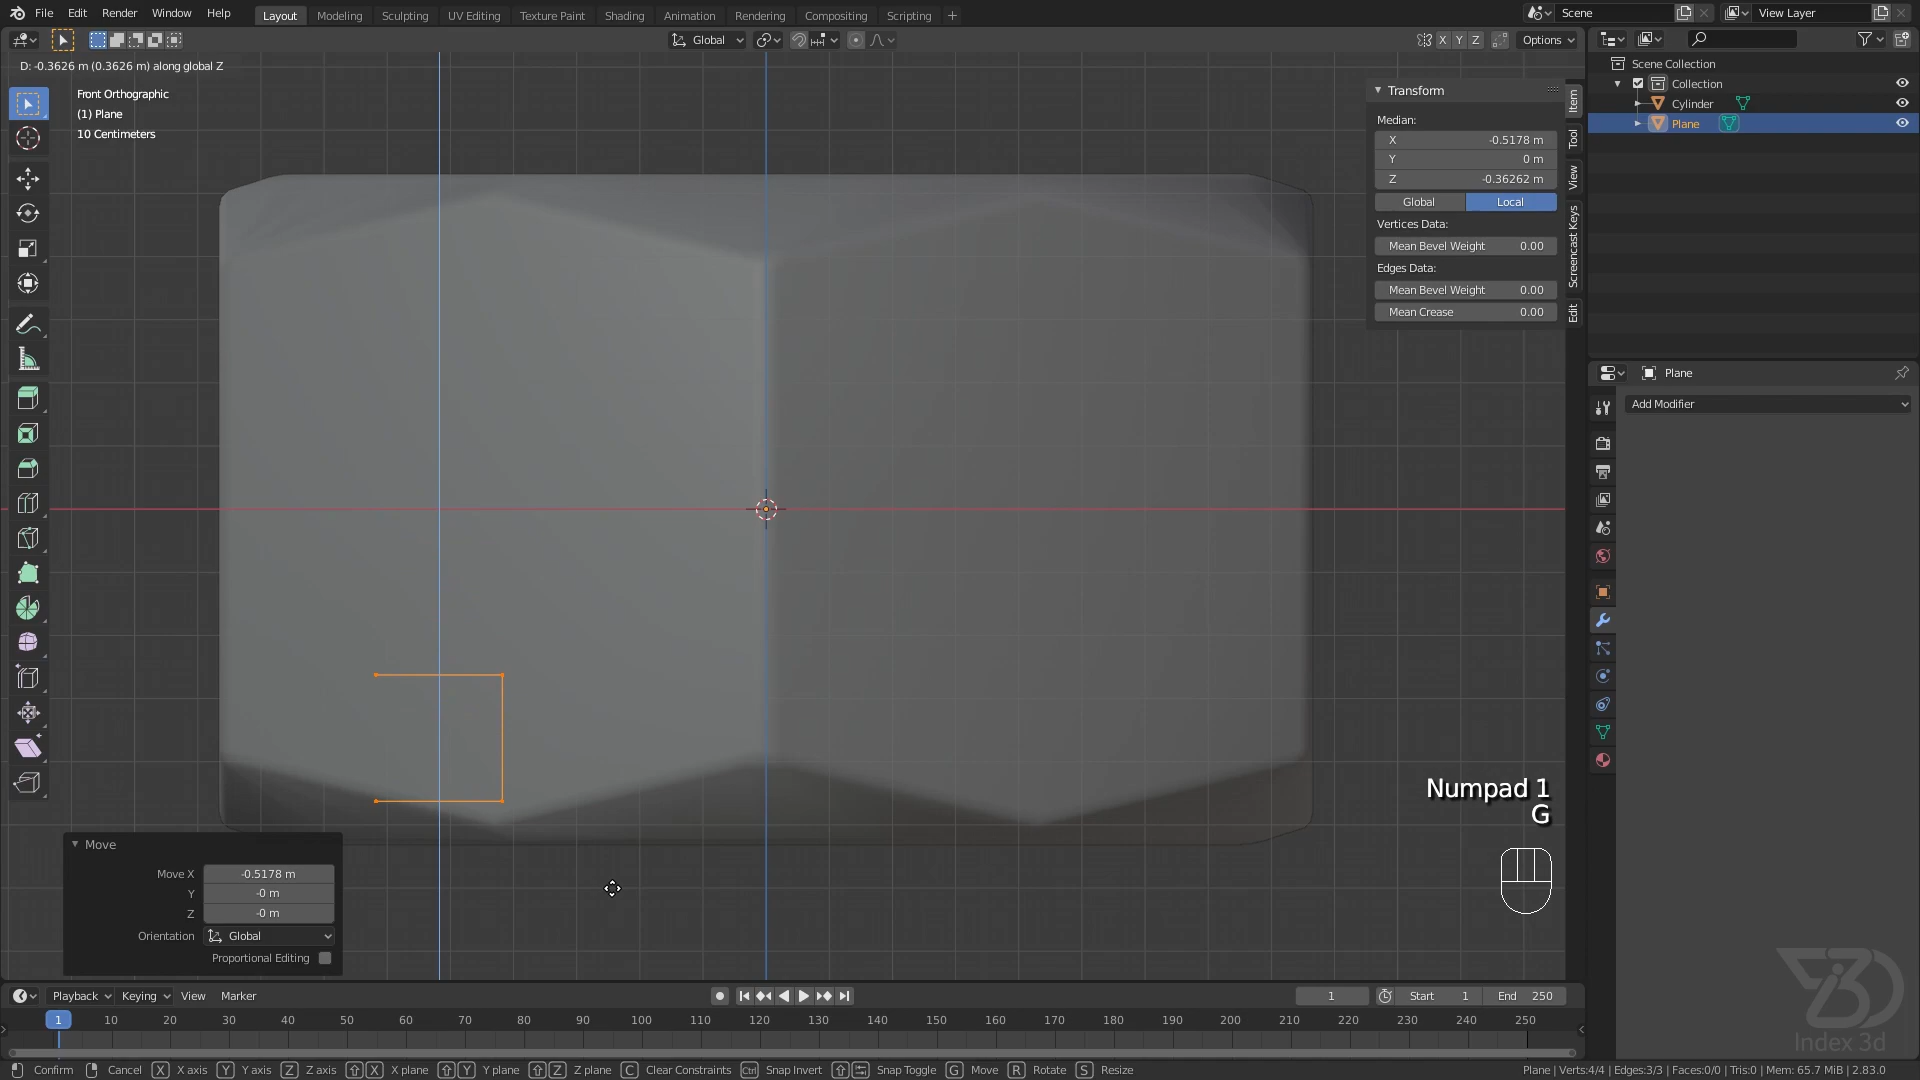 File Edit Render Window Help Layout Modeling Sculpting UV Editing Texture Paint Shading Animation Rendering Compositing Scripting + Scene View Layer
Global X Y Z Options
D: -0.3626 m (0.3626 m) along global Z
Front Orthographic
(1) Plane
10 Centimeters
Transform
Median:
X -0.5178 m
Y 0 m
Z -0.36262 m
Global Local
Vertices Data:
Mean Bevel Weight 0.00
Edges Data:
Mean Bevel Weight 0.00
Mean Crease 0.00
Item
Tool
View
Screencast Keys
Edit
Scene Collection
Collection
Cylinder
Plane
Plane
Add Modifier
Numpad 1
G
Move
Move X -0.5178 m
Y -0 m
Z -0 m
Orientation Global
Proportional Editing
Playback Keying View Marker 1 Start 1 End 250
1 10 20 30 40 50 60 70 80 90 100 110 120 130 140 150 160 170 180 190 200 210 220 230 240 250
Index 3d
Confirm Cancel X X axis Y Y axis Z Z axis X X plane Y Y plane Z Z plane C Clear Constraints Ctrl Snap Invert Snap Toggle G Move R Rotate S Resize Plane | Verts:4/4 | Edges:3/3 | Faces:0/0 | Tris:0 | Mem: 65.7 MiB | 2.83.0